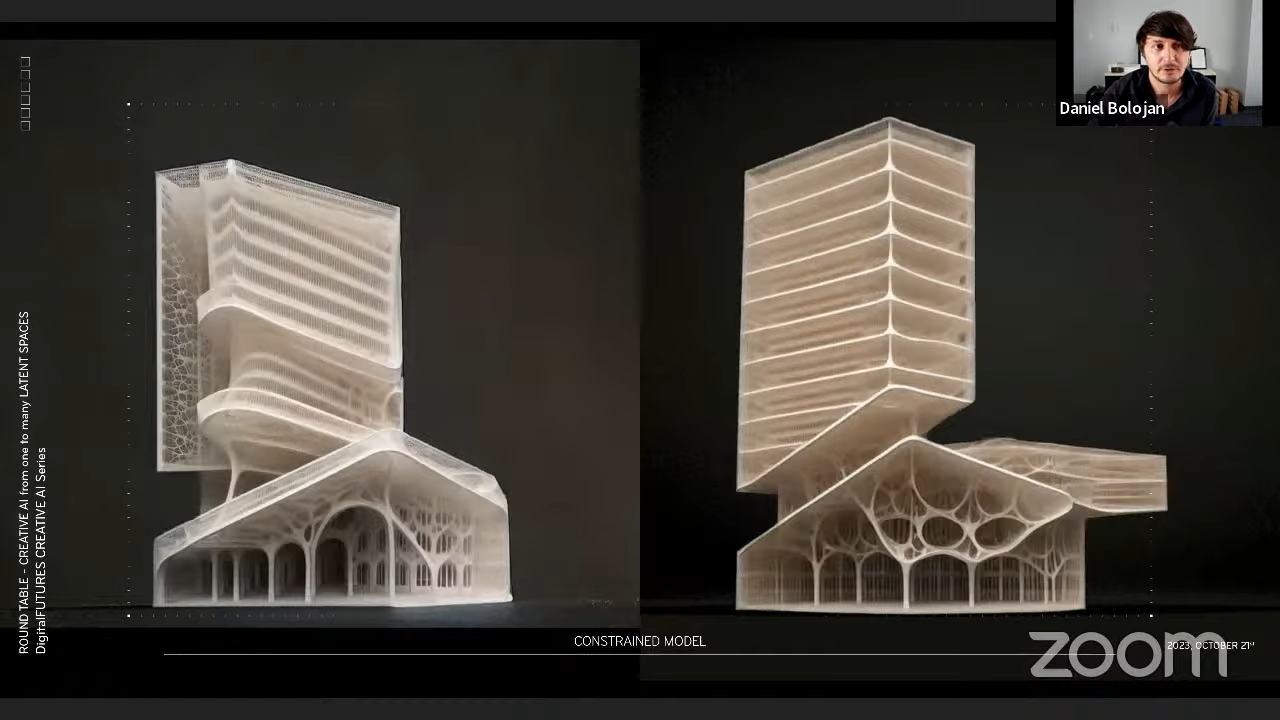 Daniel Bolojan
ROUND TABLE - CREATIVE AI from one to many LATENT SPACES
DigitalFUTURES CREATIVE AI Series
CONSTRAINED MODEL
2023, OCTOBER 21st
zoom